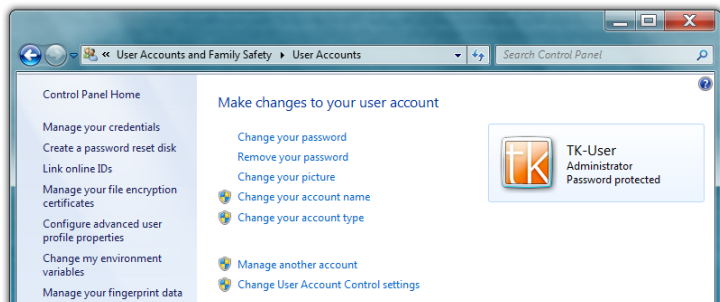 « User Accounts and Family Safety ▸ User Accounts
Search Control Panel
Control Panel Home
Manage your credentials
Create a password reset disk
Link online IDs
Manage your file encryption
certificates
Configure advanced user
profile properties
Change my environment
variables
Manage your fingerprint data
Make changes to your user account
Change your password
Remove your password
Change your picture
Change your account name
Change your account type
Manage another account
Change User Account Control settings
tk
TK-User
Administrator
Password protected